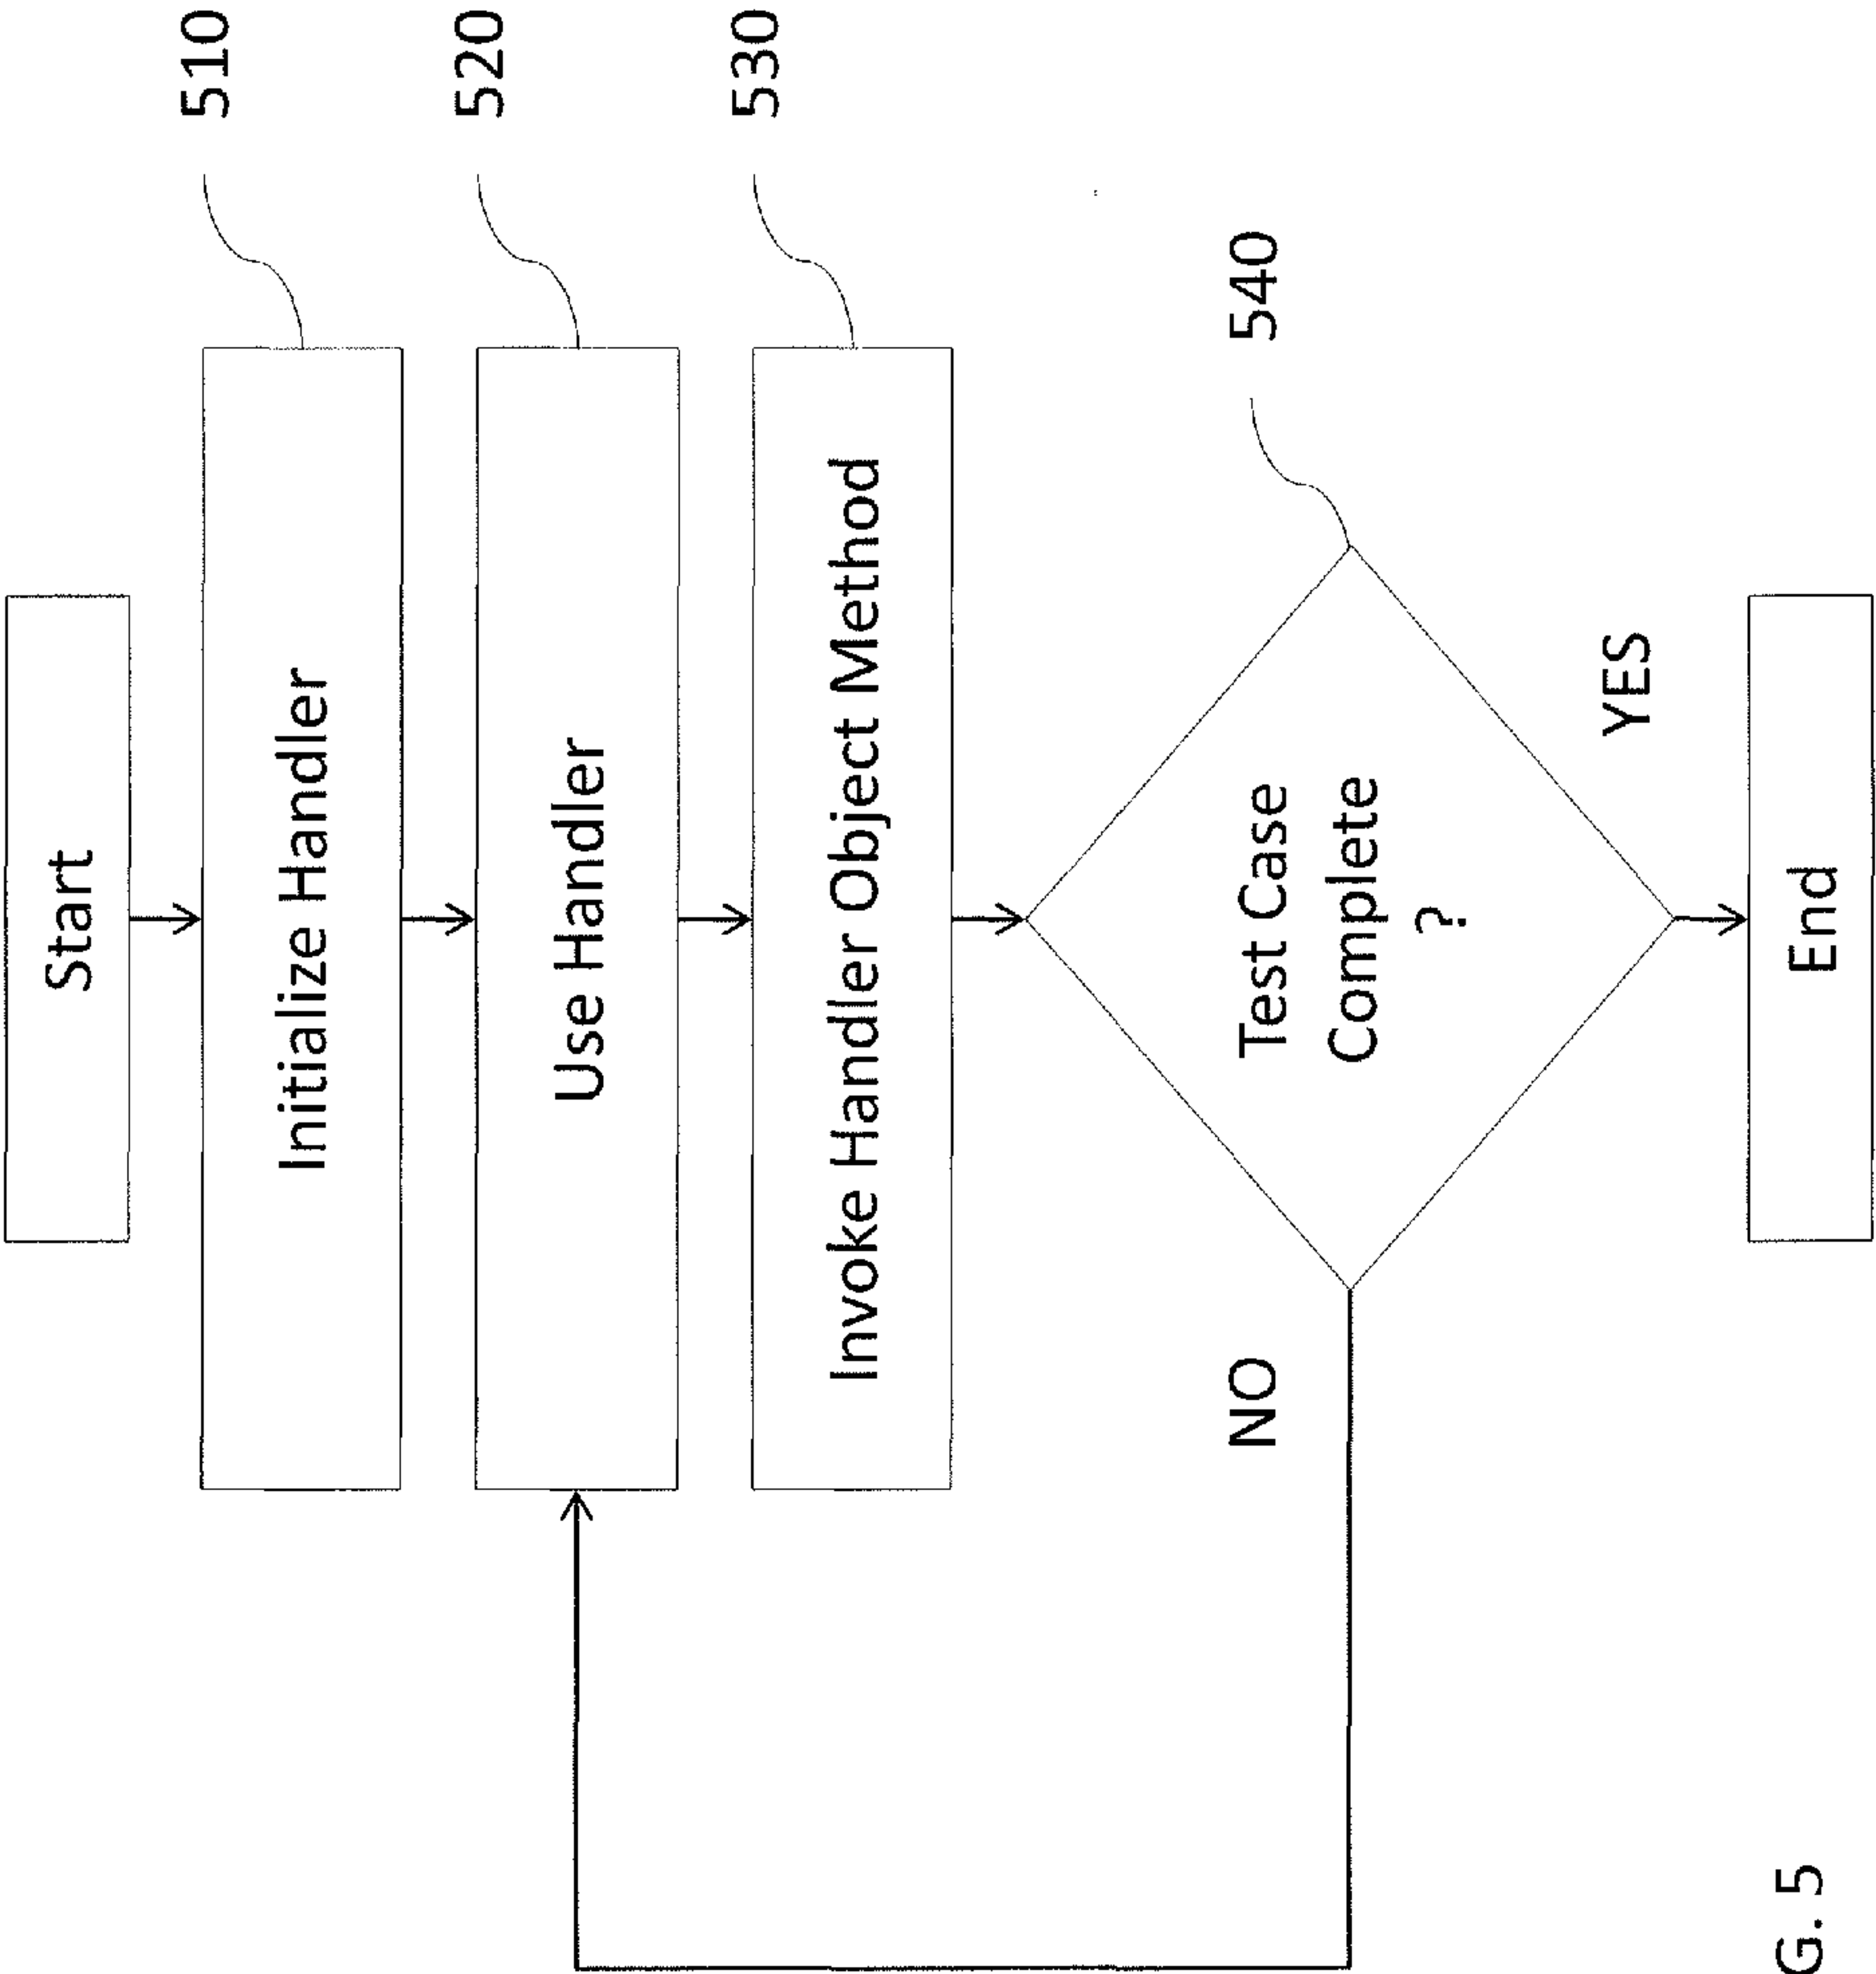 Start
Initialize Handler
510
Use Handler
520
Invoke Handler Object Method
530
Test Case
Complete
?
540
NO
YES
End
G. 5